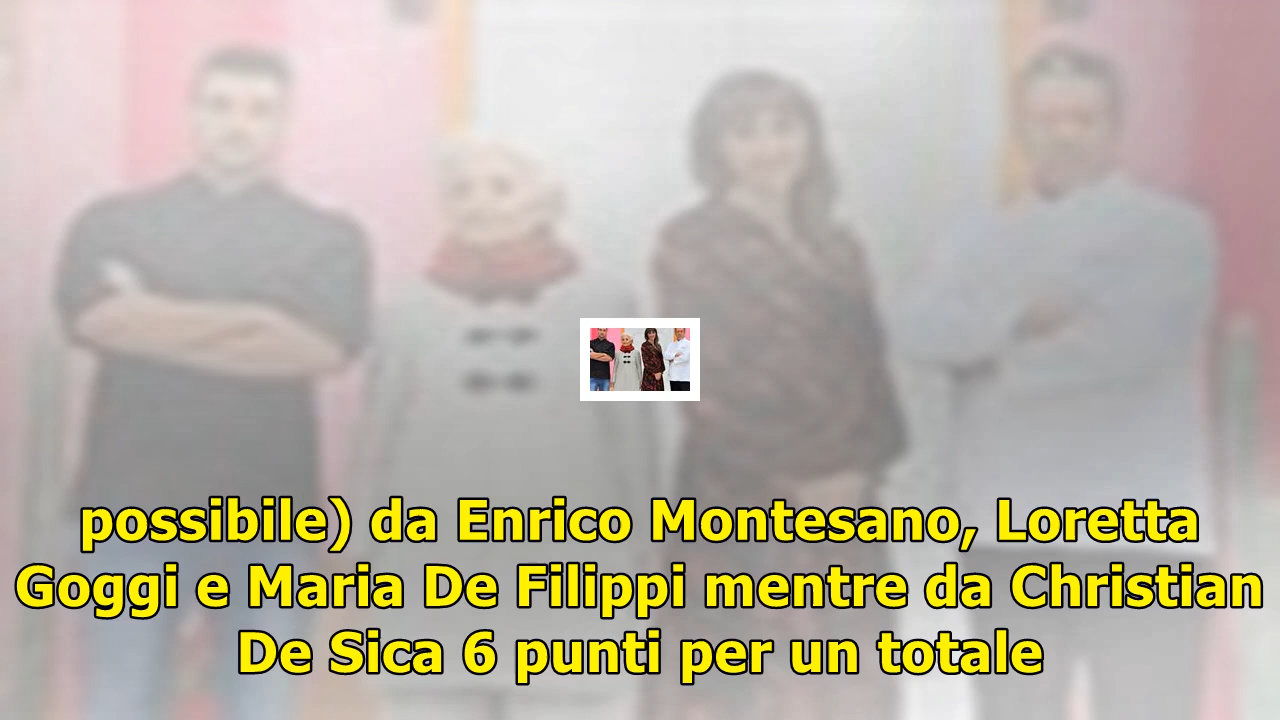 possibile) da Enrico Montesano, Loretta
Goggi e Maria De Filippi mentre da Christian
De Sica 6 punti per un totale